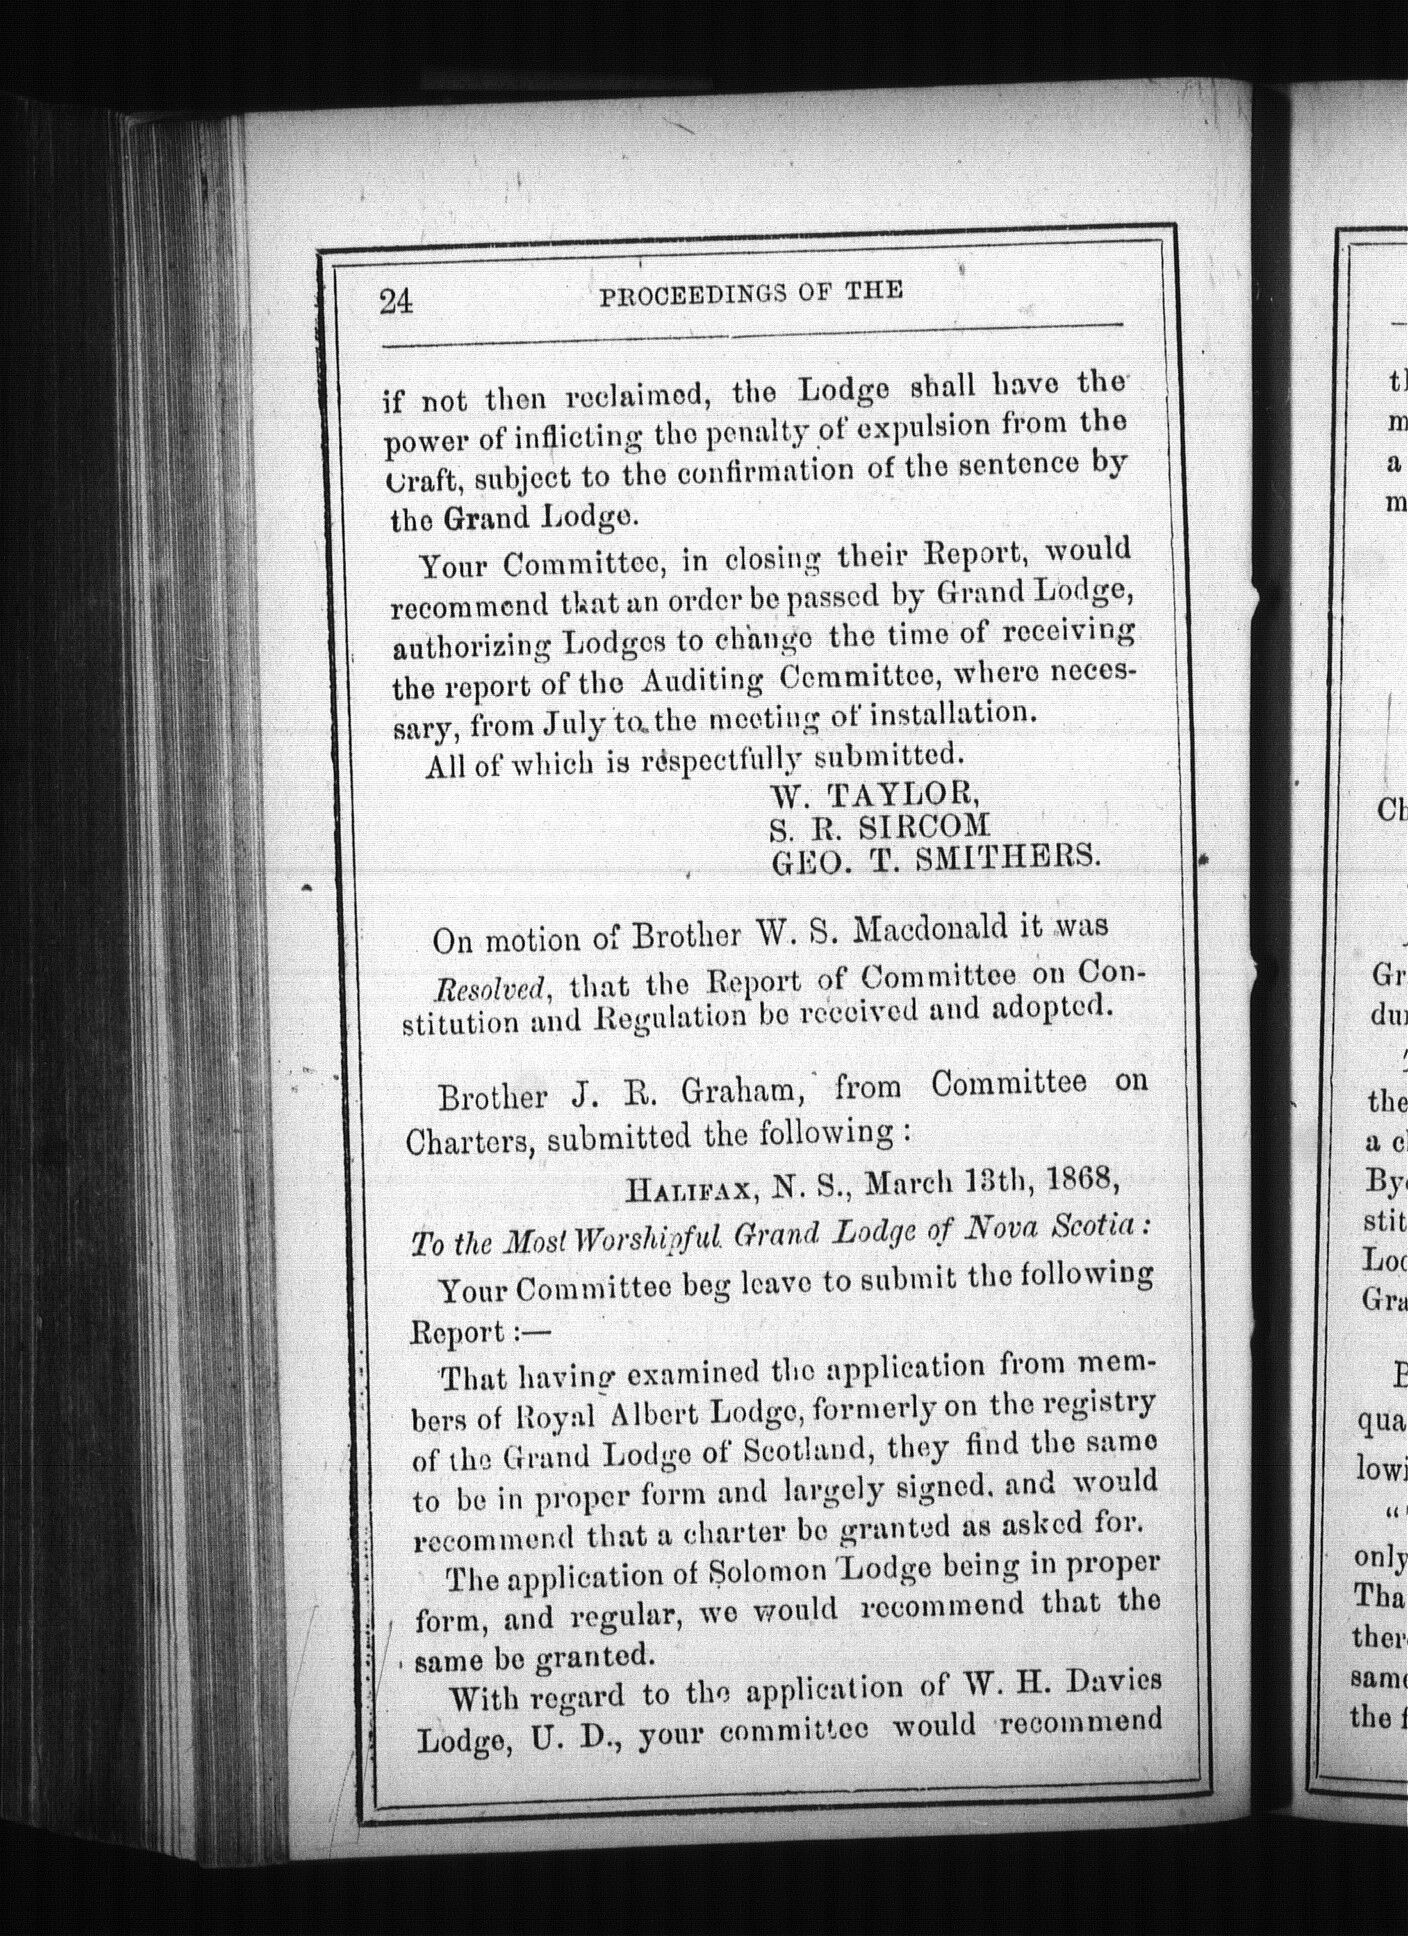 24 PROCEEDINGS OF THE
if not then reclaimed, the Lodge shall have the
power of inflicting the penalty of expulsion from the
Craft, subject to the confirmation of the sentence by
the Grand Lodge.
Your Committee, in closing their Report, would
recommend that an order be passed by Grand Lodge,
authorizing Lodges to change the time of receiving
the report of the Auditing Committee, where neces-
sary, from July to the meeting of installation.
All of which is respectfully submitted.
W. TAYLOR,
S. R. SIRCOM
GEO. T. SMITHERS.
On motion of Brother W. S. Macdonald it was
Resolved, that the Report of Committee on Con-
stitution and Regulation be received and adopted.
Brother J. R. Graham, from Committee on
Charters, submitted the following :
HALIFAX, N. S., March 13th, 1868,
To the Most Worshipful Grand Lodge of Nova Scotia :
Your Committee beg leave to submit the following
Report :—
That having examined the application from mem-
bers of Royal Albert Lodge, formerly on the registry
of the Grand Lodge of Scotland, they find the same
to be in proper form and largely signed, and would
recommend that a charter be granted as asked for.
The application of Solomon Lodge being in proper
form, and regular, we would recommend that the
same be granted.
With regard to the application of W. H. Davies
Lodge, U. D., your committee would recommend
the
a
only
same
the